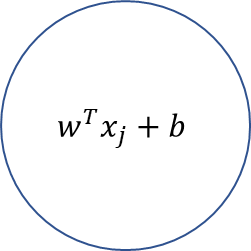 $w^T x_j + b$